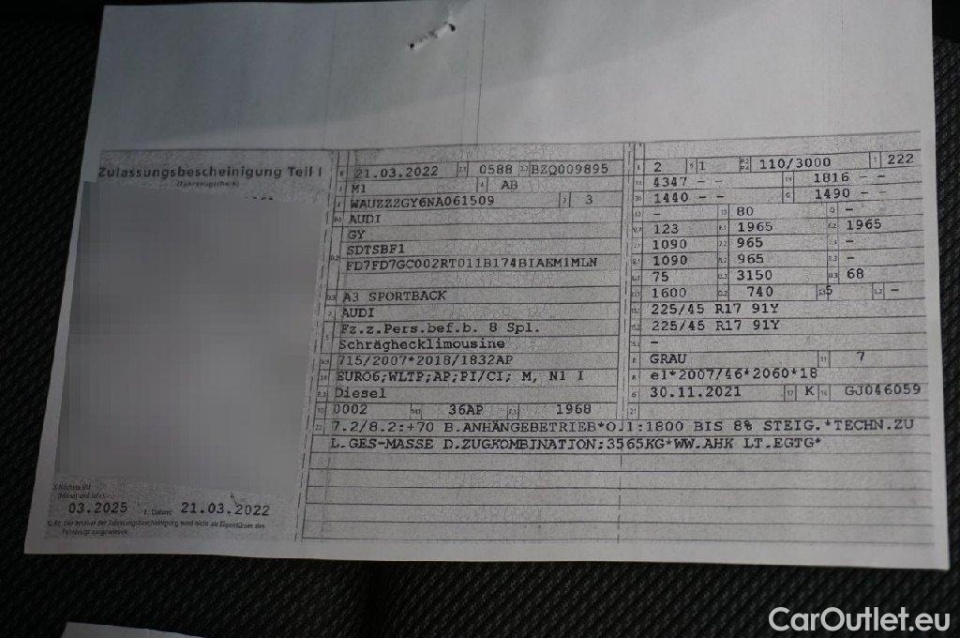 Zulassungsbescheinigung Teil I
(Fahrzeugschein)
21.03.2022 0588 BZQ009895
M1 AB
WAUZZZGY6NA061509 3
AUDI
GY
SDTSBF1
FD7FD7GC002RT011B174BIAEM1MLN
A3 SPORTBACK
AUDI
Fz.z.Pers.bef.b. 8 Spl.
Schräghecklimousine
715/2007*2018/1832AP
EURO6;WLTP;AP;PI/CI; M, N1 I
Diesel
0002 36AP 1968
2 1 110/3000 222
4347 - - 1816 - -
1440 - - 1490 - -
- 80 -
123 1965 1965
1090 965 -
1090 965 -
75 3150 68
1600 740 5 -
225/45 R17 91Y
225/45 R17 91Y
-
GRAU 7
e1*2007/46*2060*18
30.11.2021 K GJ046059
7.2/8.2:+70 B.ANHÄNGEBETRIEB*O.1:1800 BIS 8% STEIG.*TECHN.ZU
L.GES-MASSE D.ZUGKOMBINATION:3565KG*WW.AHK LT.EGTG*
03.2025 21.03.2022
CarOutlet.eu